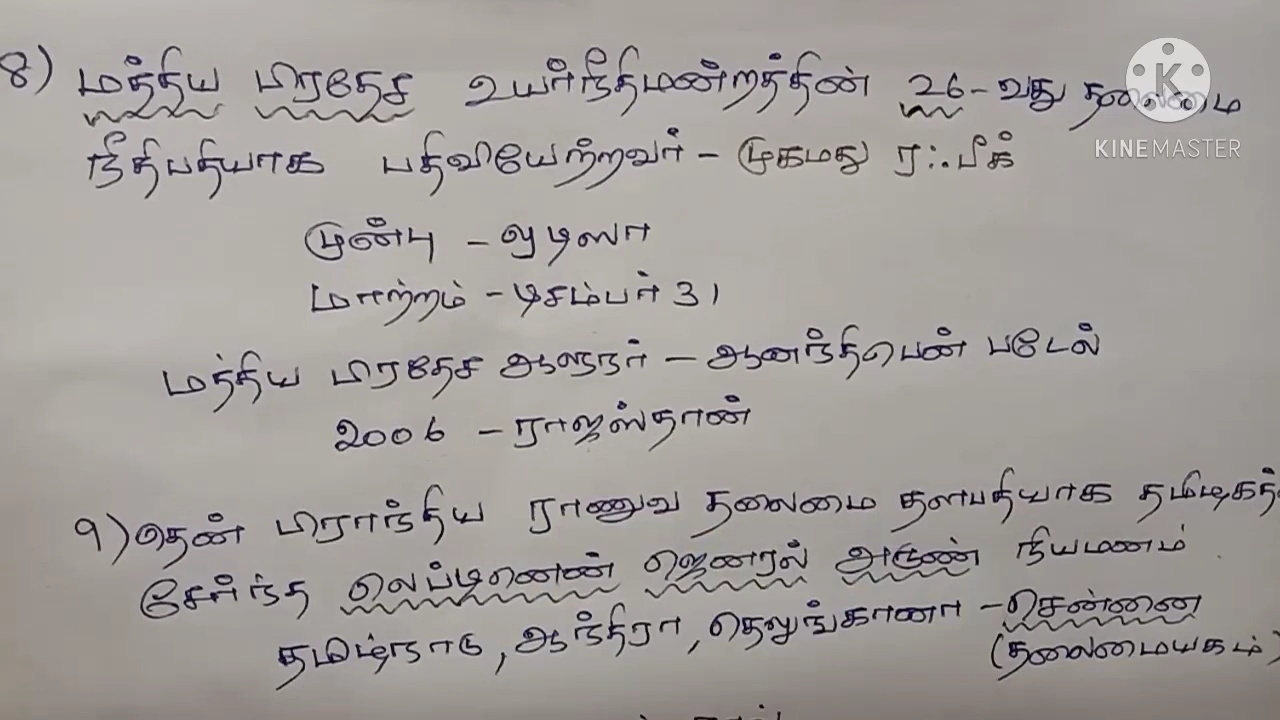 8) மத்திய பிரதேச உயர்நீதிமன்றத்தின் 26-வது தலைமை
நீதிபதியாக பதவியேற்றவர் - முகமது ரஃபீக்
முன்பு - ஒடிஸா
மாற்றம் - டிசம்பர் 31
மத்திய பிரதேச ஆளுநர் - ஆனந்திபென் படேல்
2006 - ராஜஸ்தான்
9) தென் பிராந்திய ராணுவ தலைமை தளபதியாக தமிழகத்
சேர்ந்த லெப்டினென் ஜெனரல் அருண் நியமனம்
தமிழ்நாடு, ஆந்திரா, தெலுங்கானா - சென்னை
(தலைமையகம்)
K
KINEMASTER